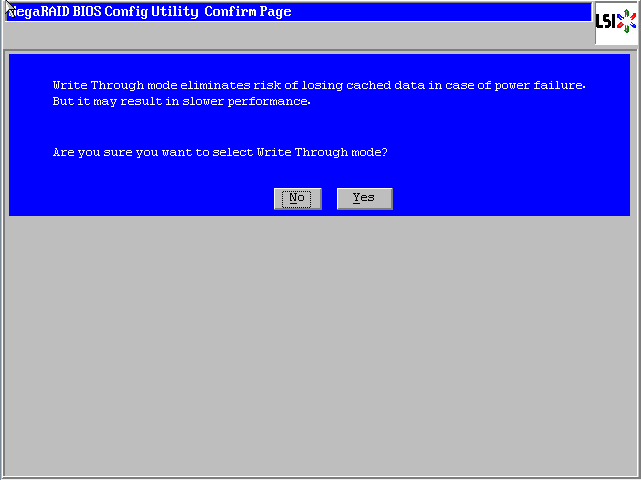 MegaRAID BIOS Config Utility Confirm Page
LSI
Write Through mode eliminates risk of losing cached data in case of power failure.
But it may result in slower performance.
Are you sure you want to select Write Through mode?
No Yes